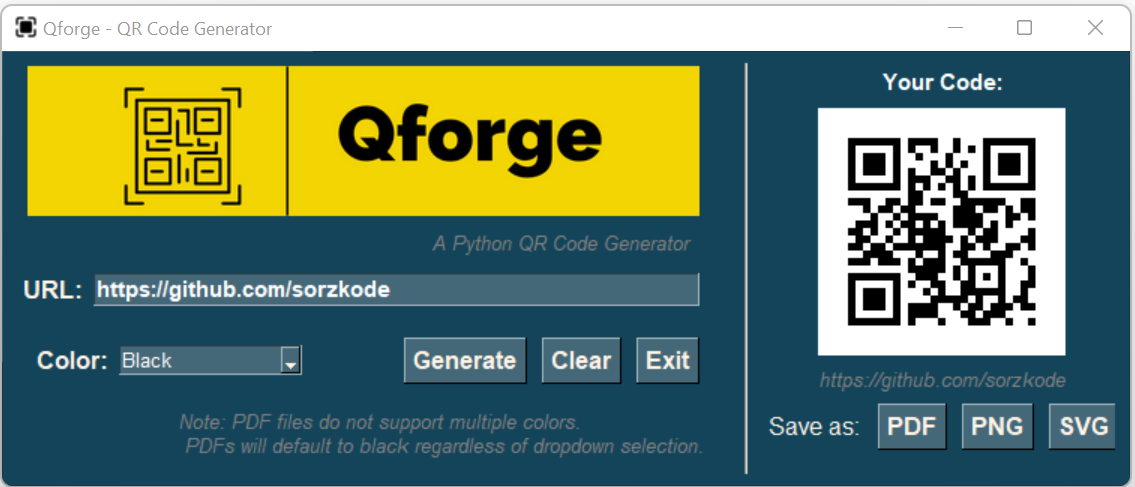 Qforge - QR Code Generator
Qforge
A Python QR Code Generator
URL: https://github.com/sorzkode
Color: Black
Generate Clear Exit
Note: PDF files do not support multiple colors.
PDFs will default to black regardless of dropdown selection.
Your Code:
https://github.com/sorzkode
Save as: PDF PNG SVG